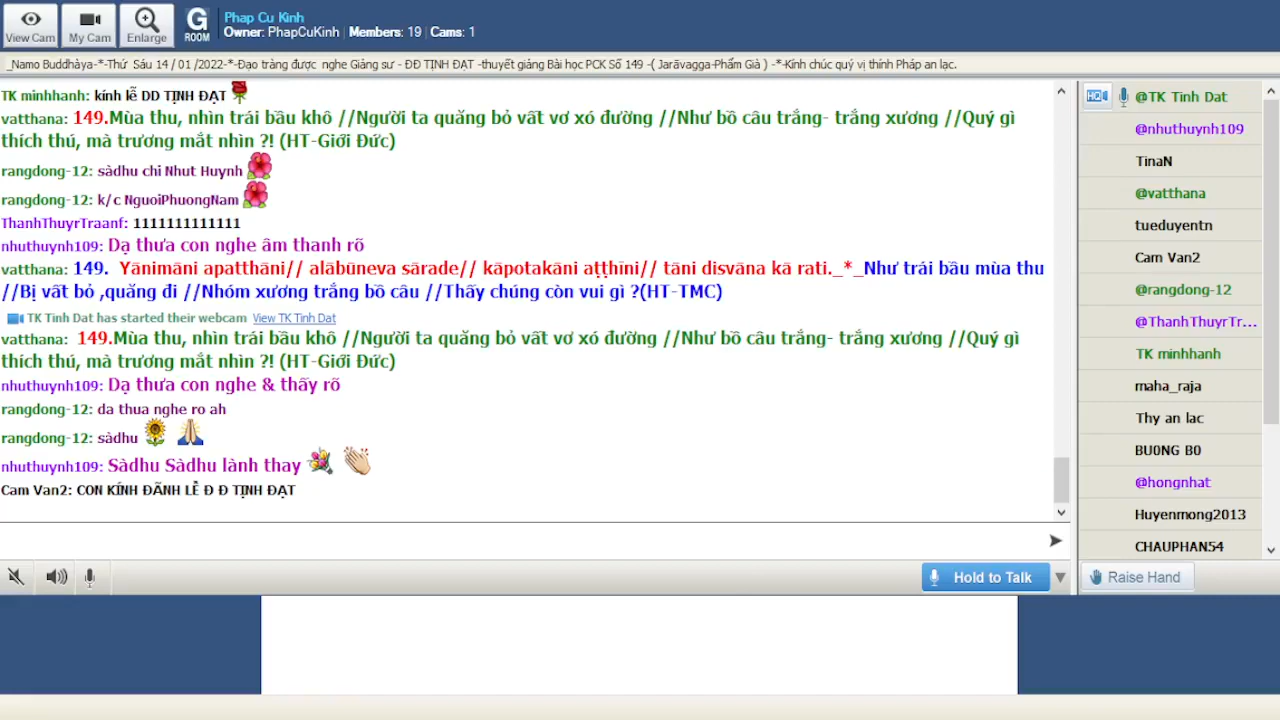 View Cam
My Cam
Enlarge
G
ROOM
Phap Cu Kinh
Owner: PhapCuKinh | Members: 19 | Cams: 1
_Namo Buddhàya-*-Thứ Sáu 14 / 01 /2022-*-Đạo tràng được nghe Giảng sư - ĐĐ TỊNH ĐẠT -thuyết giảng Bài học PCK Số 149 -( Jarāvagga-Phẩm Già ) -*-Kính chúc quý vị thính Pháp an lạc.
TK minhhanh: kính lễ DD TỊNH ĐẠT
vatthana: 149.Mùa thu, nhìn trái bầu khô //Người ta quăng bỏ vất vơ xó đường //Như bồ câu trắng- trắng xương //Quý gì
thích thú, mà trương mắt nhìn ?! (HT-Giới Đức)
rangdong-12: sàdhu chi Nhut Huynh
rangdong-12: k/c NguoiPhuongNam
ThanhThuyrTraanf: 1111111111111
nhuthuynh109: Dạ thưa con nghe âm thanh rõ
vatthana: 149. Yānimāni apatthāni// alābūneva sārade// kāpotakāni aṭṭhīni// tāni disvāna kā rati._*_Như trái bầu mùa thu
//Bị vất bỏ ,quăng đi //Nhóm xương trắng bồ câu //Thấy chúng còn vui gì ?(HT-TMC)
TK Tinh Dat has started their webcam View TK Tinh Dat
vatthana: 149.Mùa thu, nhìn trái bầu khô //Người ta quăng bỏ vất vơ xó đường //Như bồ câu trắng- trắng xương //Quý gì
thích thú, mà trương mắt nhìn ?! (HT-Giới Đức)
nhuthuynh109: Dạ thưa con nghe & thấy rõ
rangdong-12: da thua nghe ro ah
rangdong-12: sàdhu
nhuthuynh109: Sàdhu Sàdhu lành thay
Cam Van2: CON KÍNH ĐÃNH LỄ Đ Đ TỊNH ĐẠT
HQ
@TK Tinh Dat
@nhuthuynh109
TinaN
@vatthana
tueduyentn
Cam Van2
@rangdong-12
@ThanhThuyrTr...
TK minhhanh
maha_raja
Thy an lac
BU0NG B0
@hongnhat
Huyenmong2013
CHAUPHAN54
Hold to Talk
Raise Hand